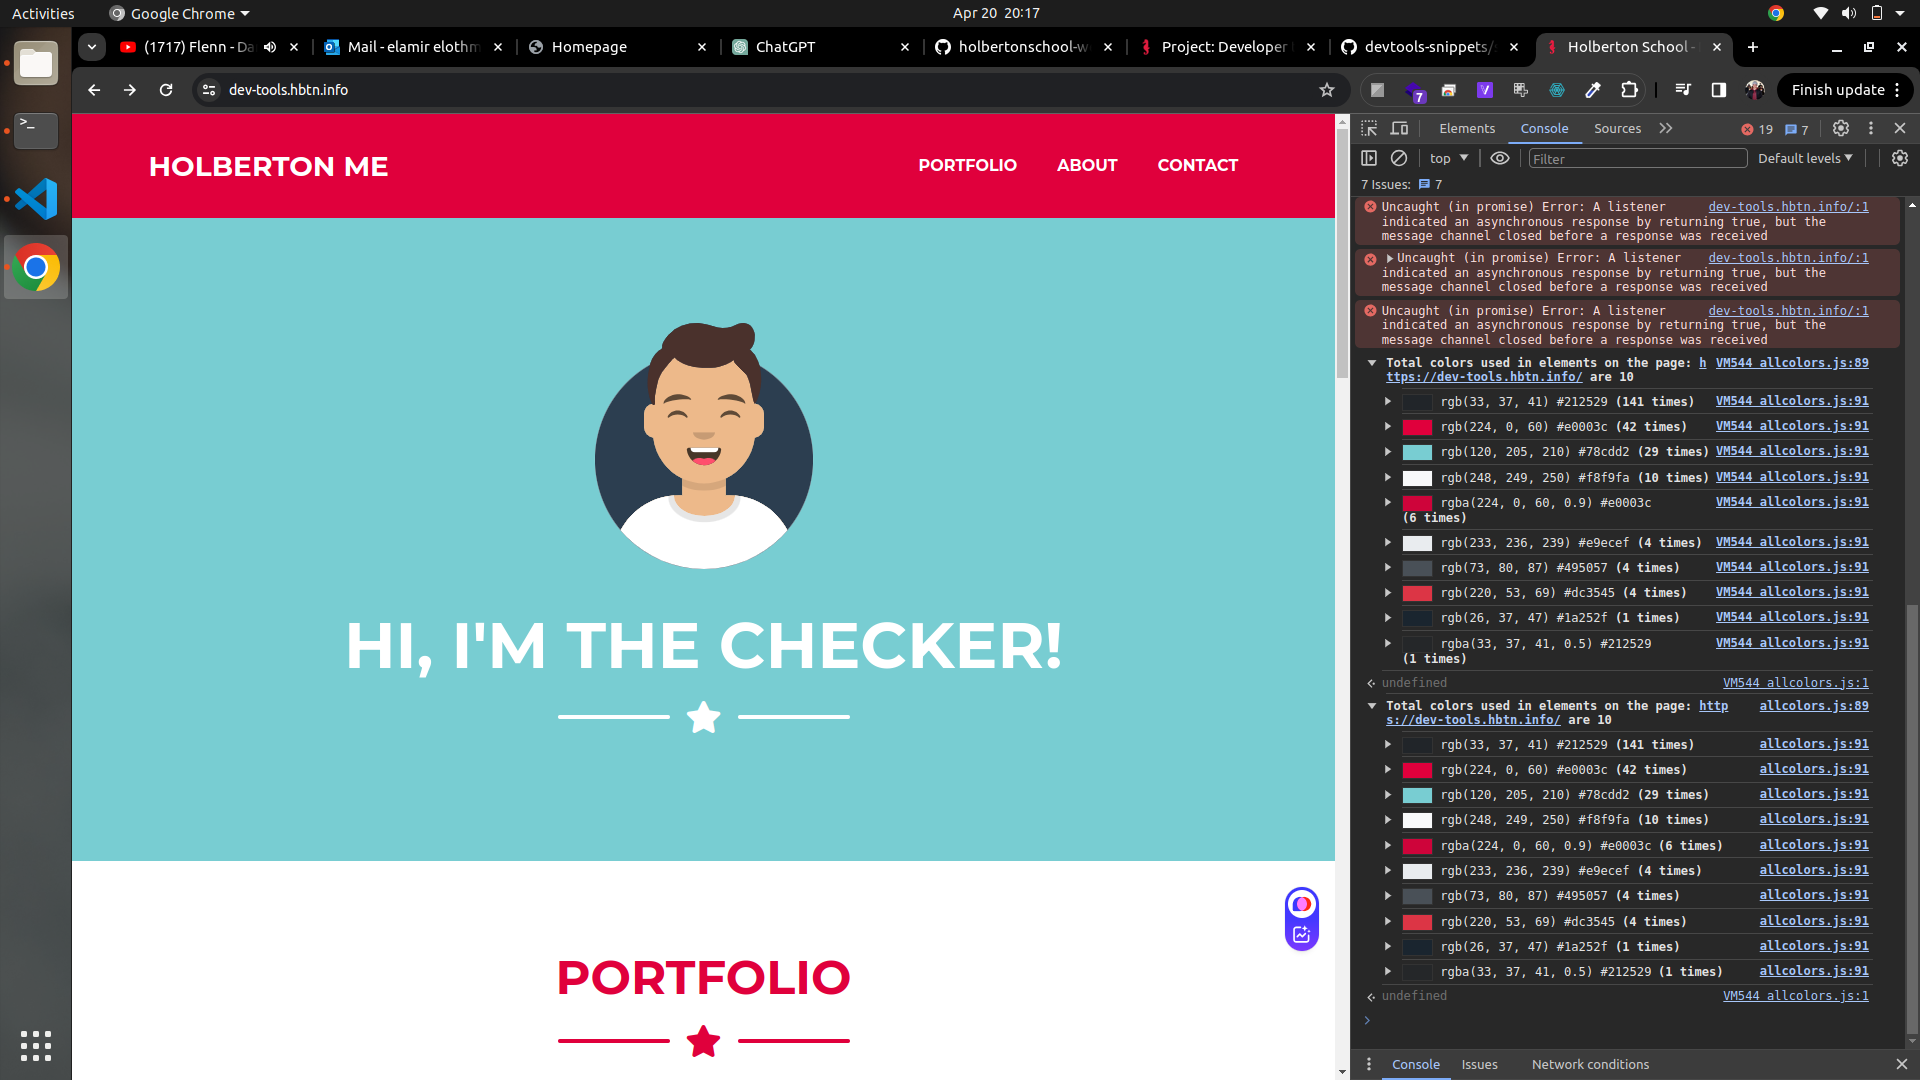 Activities
Google Chrome
Apr 20 20:17
(1717) Flenn - Da
Mail - elamir elothm
Homepage
ChatGPT
holbertonschool-w
Project: Developer
devtools-snippets/
Holberton School -
dev-tools.hbtn.info
7
Finish update
HOLBERTON ME
PORTFOLIO
ABOUT
CONTACT
HI, I'M THE CHECKER!
PORTFOLIO
Elements
Console
Sources
19
7
top
Filter
Default levels
7 Issues:
7
Uncaught (in promise) Error: A listener dev-tools.hbtn.info/:1
indicated an asynchronous response by returning true, but the
message channel closed before a response was received
Uncaught (in promise) Error: A listener dev-tools.hbtn.info/:1
indicated an asynchronous response by returning true, but the
message channel closed before a response was received
Uncaught (in promise) Error: A listener dev-tools.hbtn.info/:1
indicated an asynchronous response by returning true, but the
message channel closed before a response was received
Total colors used in elements on the page: h VM544 allcolors.js:89
ttps://dev-tools.hbtn.info/ are 10
rgb(33, 37, 41) #212529 (141 times) VM544 allcolors.js:91
rgb(224, 0, 60) #e0003c (42 times) VM544 allcolors.js:91
rgb(120, 205, 210) #78cdd2 (29 times) VM544 allcolors.js:91
rgb(248, 249, 250) #f8f9fa (10 times) VM544 allcolors.js:91
rgba(224, 0, 60, 0.9) #e0003c VM544 allcolors.js:91
(6 times)
rgb(233, 236, 239) #e9ecef (4 times) VM544 allcolors.js:91
rgb(73, 80, 87) #495057 (4 times) VM544 allcolors.js:91
rgb(220, 53, 69) #dc3545 (4 times) VM544 allcolors.js:91
rgb(26, 37, 47) #1a252f (1 times) VM544 allcolors.js:91
rgba(33, 37, 41, 0.5) #212529 VM544 allcolors.js:91
(1 times)
undefined VM544 allcolors.js:1
Total colors used in elements on the page: http allcolors.js:89
s://dev-tools.hbtn.info/ are 10
rgb(33, 37, 41) #212529 (141 times) allcolors.js:91
rgb(224, 0, 60) #e0003c (42 times) allcolors.js:91
rgb(120, 205, 210) #78cdd2 (29 times) allcolors.js:91
rgb(248, 249, 250) #f8f9fa (10 times) allcolors.js:91
rgba(224, 0, 60, 0.9) #e0003c (6 times) allcolors.js:91
rgb(233, 236, 239) #e9ecef (4 times) allcolors.js:91
rgb(73, 80, 87) #495057 (4 times) allcolors.js:91
rgb(220, 53, 69) #dc3545 (4 times) allcolors.js:91
rgb(26, 37, 47) #1a252f (1 times) allcolors.js:91
rgba(33, 37, 41, 0.5) #212529 (1 times) allcolors.js:91
undefined VM544 allcolors.js:1
Console
Issues
Network conditions